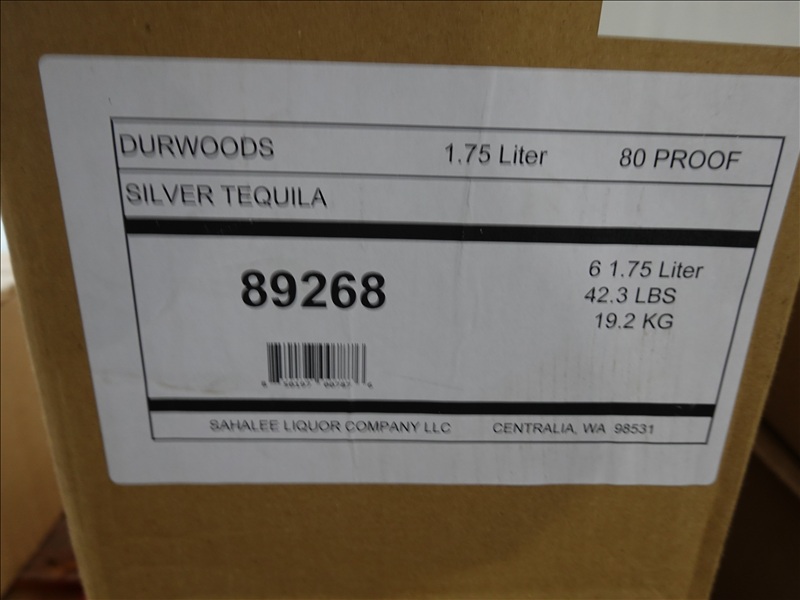 DURWOODS 1.75 Liter 80 PROOF
SILVER TEQUILA
6 1.75 Liter
89268 42.3 LBS
19.2 KG
SAHALEE LIQUOR COMPANY LLC CENTRALIA, WA 98531